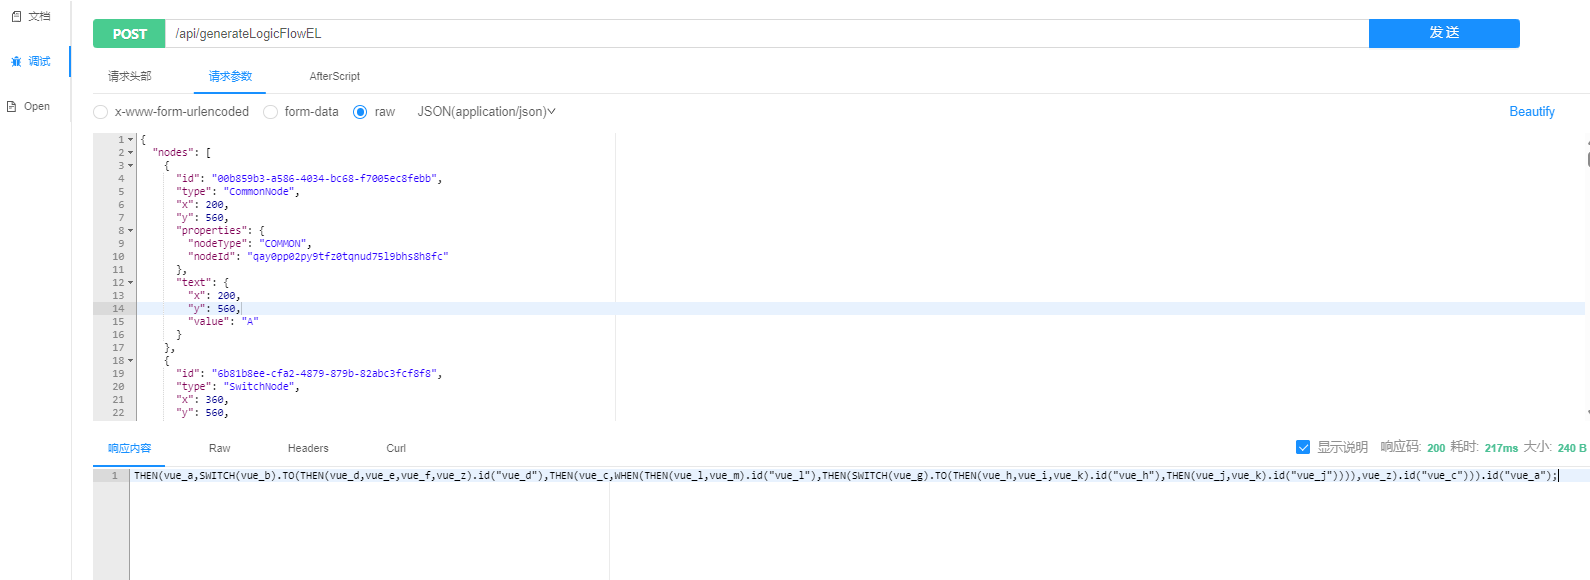 文档
调试
Open
POST /api/generateLogicFlowEL 发送
请求头部 请求参数 AfterScript
x-www-form-urlencoded form-data raw JSON(application/json) Beautify
1 {
2 "nodes": [
3 {
4 "id": "00b859b3-a586-4034-bc68-f7005ec8febb",
5 "type": "CommonNode",
6 "x": 200,
7 "y": 560,
8 "properties": {
9 "nodeType": "COMMON",
10 "nodeId": "qay0pp02py9tfz0tqnud75l9bhs8h8fc"
11 },
12 "text": {
13 "x": 200,
14 "y": 560,
15 "value": "A"
16 }
17 },
18 {
19 "id": "6b81b8ee-cfa2-4879-879b-82abc3fcf8f8",
20 "type": "SwitchNode",
21 "x": 360,
22 "y": 560,
响应内容 Raw Headers Curl 显示说明 响应码: 200 耗时: 217ms 大小: 240 B
1 THEN(vue_a,SWITCH(vue_b).TO(THEN(vue_d,vue_e,vue_f,vue_z).id("vue_d"),THEN(vue_c,WHEN(THEN(vue_l,vue_m).id("vue_l"),THEN(SWITCH(vue_g).TO(THEN(vue_h,vue_i,vue_k).id("vue_h"),THEN(vue_j,vue_k).id("vue_j")))),vue_z).id("vue_c"))).id("vue_a");